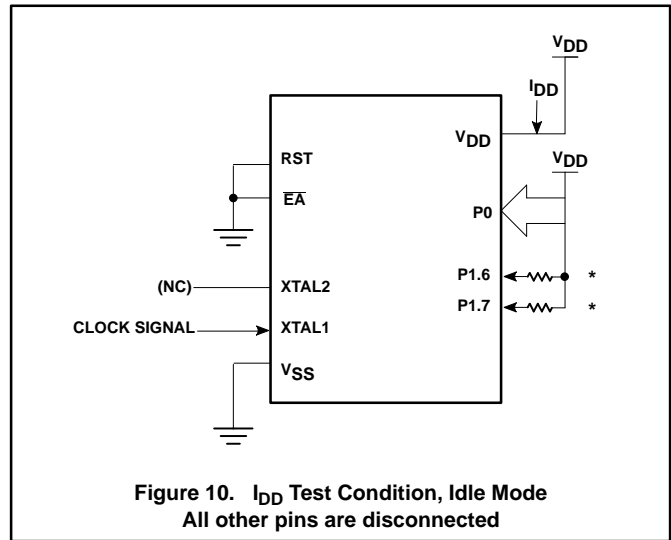 VDD
IDD
VDD
VDD
RST
EA
P0
(NC)
XTAL2
P1.6 *
P1.7 *
CLOCK SIGNAL
XTAL1
VSS
Figure 10. IDD Test Condition, Idle Mode
All other pins are disconnected